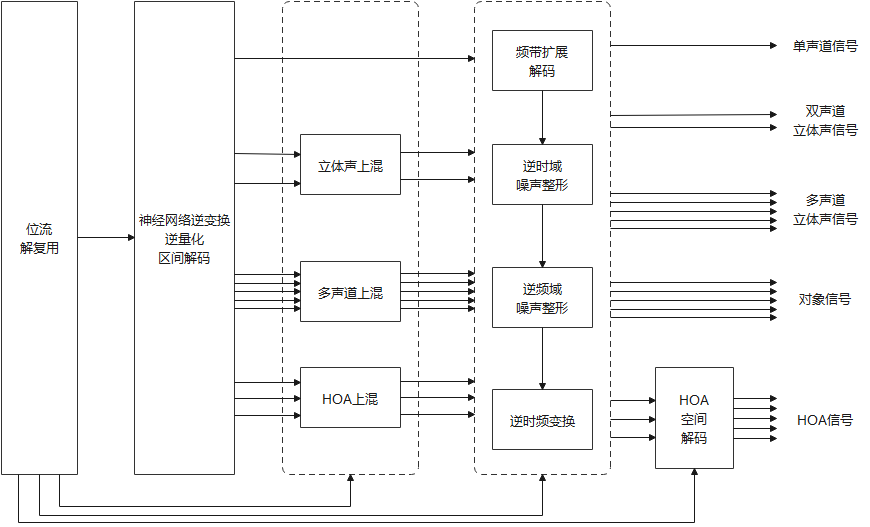 位流
解复用
神经网络逆变换
逆量化
区间解码
立体声上混
多声道上混
HOA上混
频带扩展
解码
逆时域
噪声整形
逆频域
噪声整形
逆时频变换
HOA
空间
解码
单声道信号
双声道
立体声信号
多声道
立体声信号
对象信号
HOA信号